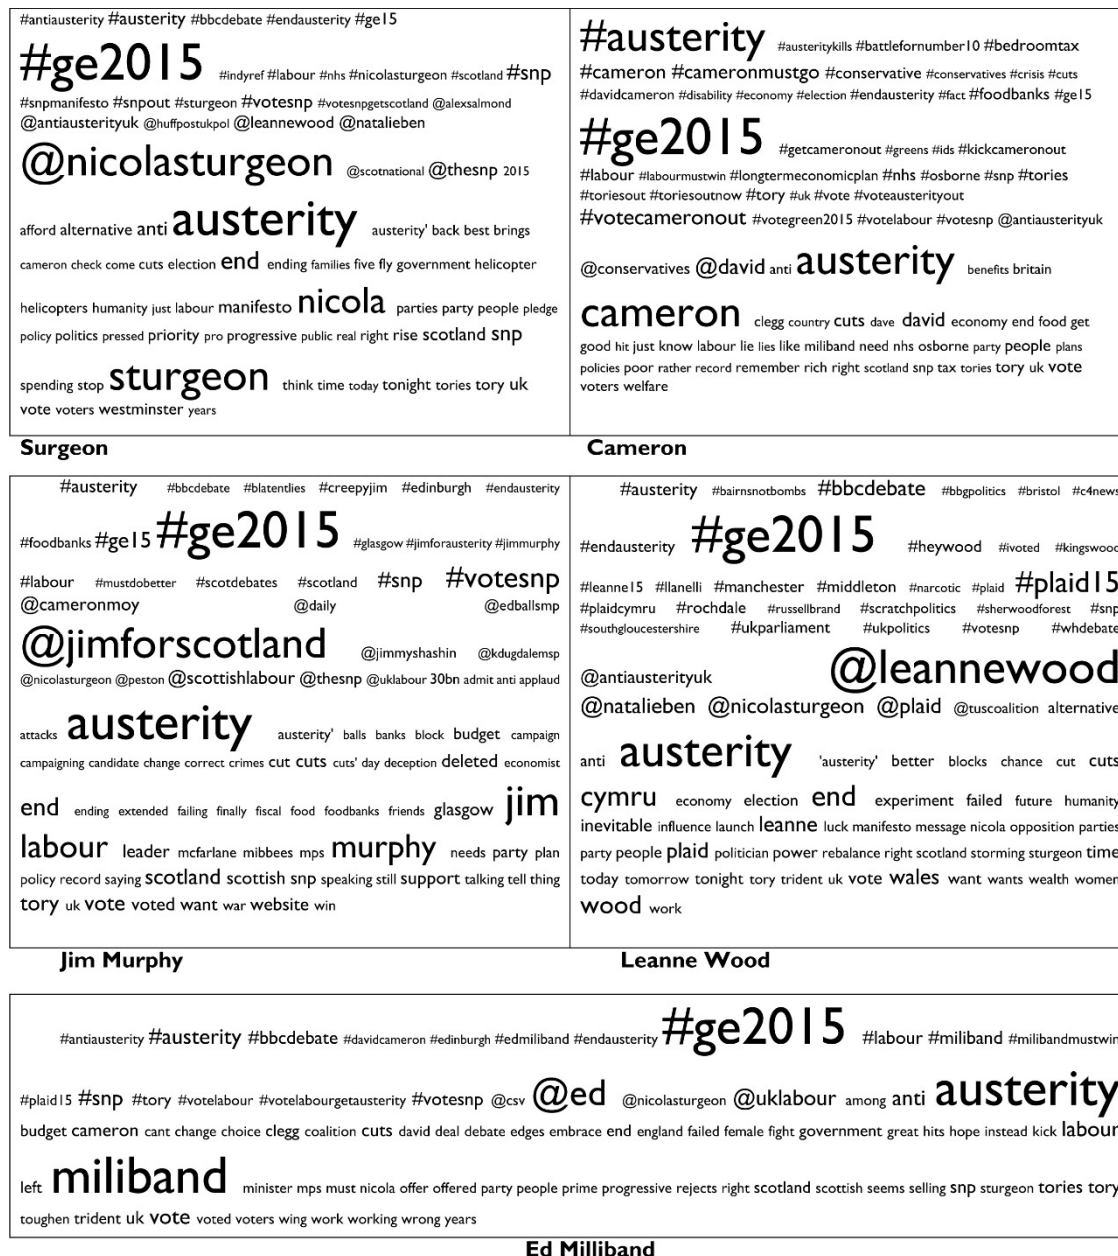 #antiausterity #austerity #bbcdebate #endausterity #ge15
#ge2015 #indyref #labour #nhs #nicolasturgeon #scotland #snp
#snpmanifesto #snpout #sturgeon #votesnp #votesnpgetscotland @alexsalmond
@antiausterityuk @huffpostukpol @leannewood @natalieben
@nicolasturgeon @scotnational @thesnp 2015
afford alternative anti austerity austerity' back best brings
cameron check come cuts election end ending families five fly government helicopter
helicopters humanity just labour manifesto nicola parties party people pledge
policy politics pressed priority pro progressive public real right rise scotland snp
spending stop sturgeon think time today tonight tories tory uk
vote voters westminster years
Surgeon
#austerity #austeritykills #battlefornumber10 #bedroomtax
#cameron #cameronmustgo #conservative #conservatives #crisis #cuts
#davidcameron #disability #economy #election #endausterity #fact #foodbanks #ge15
#ge2015 #getcameronout #greens #ids #kickcameronout
#labour #labourmustwin #longtermeconomicplan #nhs #osborne #snp #tories
#toriesout #toriesoutnow #tory #uk #vote #voteausterityout
#votecameronout #votegreen2015 #votelabour #votesnp @antiausterityuk
@conservatives @david anti austerity benefits britain
cameron clegg country cuts dave david economy end food get
good hit just know labour lie lies like miliband need nhs osborne party people plans
policies poor rather record remember rich right scotland snp tax tories tory uk vote
voters welfare
Cameron
#austerity #bbcdebate #blatentlies #creepyjim #edinburgh #endausterity
#foodbanks #ge15 #ge2015 #glasgow #jimforausterity #jimmurphy
#labour #mustdobetter #scotdebates #scotland #snp #votesnp
@cameronmoy @daily @edballsmp
@jimforscotland @jimmyshashin @kdugdalemsp
@nicolasturgeon @peston @scottishlabour @thesnp @uklabour 30bn admit anti applaud
attacks austerity austerity' balls banks block budget campaign
campaigning candidate change correct crimes cut cuts cuts' day deception deleted economist
end ending extended failing finally fiscal food foodbanks friends glasgow jim
labour leader mcfarlane mibbees mps murphy needs party plan
policy record saying scotland scottish snp speaking still support talking tell thing
tory uk vote voted want war website win
Jim Murphy
#austerity #bairnsnotbombs #bbcdebate #bbgpolitics #bristol #c4news
#endausterity #ge2015 #heywood #ivoted #kingswood
#leanne15 #llanelli #manchester #middleton #narcotic #plaid #plaid15
#plaidcymru #rochdale #russellbrand #scratchpolitics #sherwoodforest #snp
#southgloucestershire #ukparliament #ukpolitics #votesnp #whdebate
@antiausterityuk @leannewood
@natalieben @nicolasturgeon @plaid @tuscoalition alternative
anti austerity 'austerity' better blocks chance cut cuts
cymru economy election end experiment failed future humanity
inevitable influence launch leanne luck manifesto message nicola opposition parties
party people plaid politician power rebalance right scotland storming sturgeon time
today tomorrow tonight tory trident uk vote wales want wants wealth women
wood work
Leanne Wood
#antiausterity #austerity #bbcdebate #davidcameron #edinburgh #edmiliband #endausterity #ge2015 #labour #miliband #milibandmustwin
#plaid15 #snp #tory #votelabour #votelabourgetausterity #votesnp @csv @ed @nicolasturgeon @uklabour among anti austerity
budget cameron cant change choice clegg coalition cuts david deal debate edges embrace end england failed female fight government great hits hope instead kick labour
left miliband minister mps must nicola offer offered party people prime progressive rejects right scotland scottish seems selling snp sturgeon tories tory
toughen trident uk vote voted voters wing work working wrong years
Ed Milliband